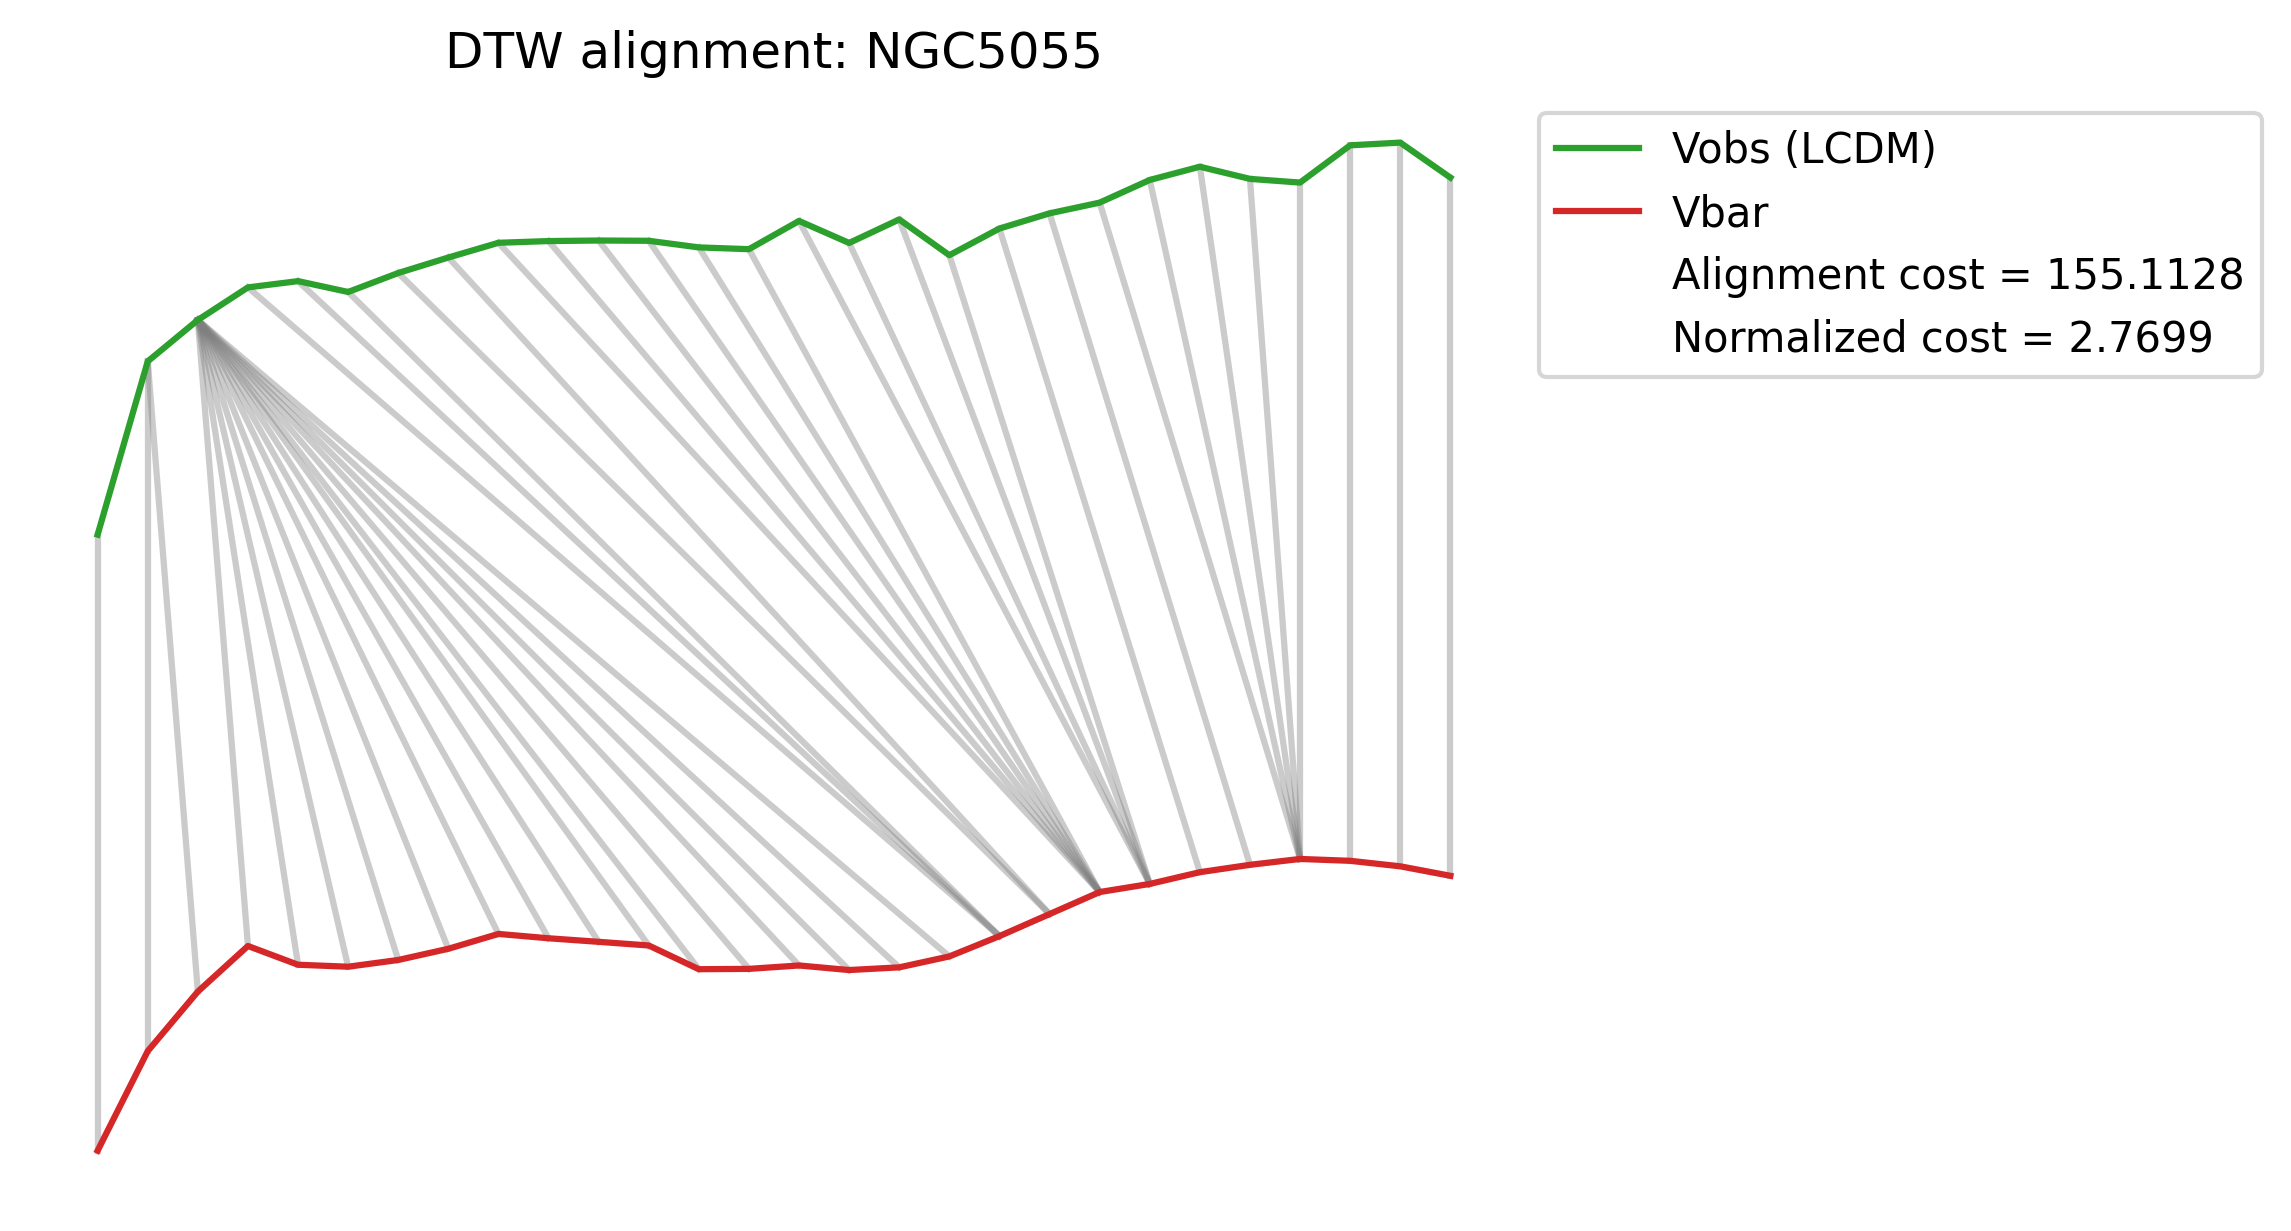 DTW alignment: NGC5055
Vobs (LCDM)
Vbar
Alignment cost = 155.1128
Normalized cost = 2.7699